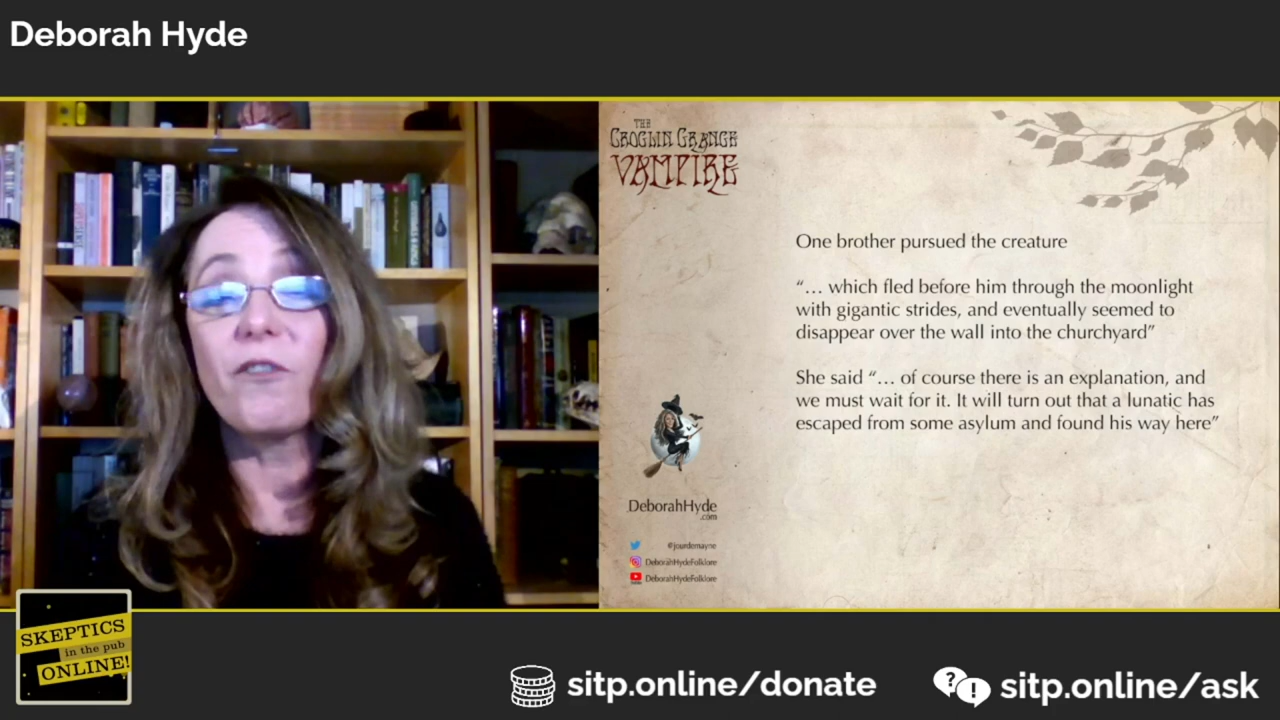 Deborah Hyde
THE
CROGLIN GRANGE
VAMPIRE
One brother pursued the creature
“… which fled before him through the moonlight
with gigantic strides, and eventually seemed to
disappear over the wall into the churchyard”
She said “… of course there is an explanation, and
we must wait for it. It will turn out that a lunatic has
escaped from some asylum and found his way here”
DeborahHyde
.com
@jourdemayne
DeborahHydeFolklore
DeborahHydeFolklore
SKEPTICS
in the pub
ONLINE!
sitp.online/donate
? !
sitp.online/ask